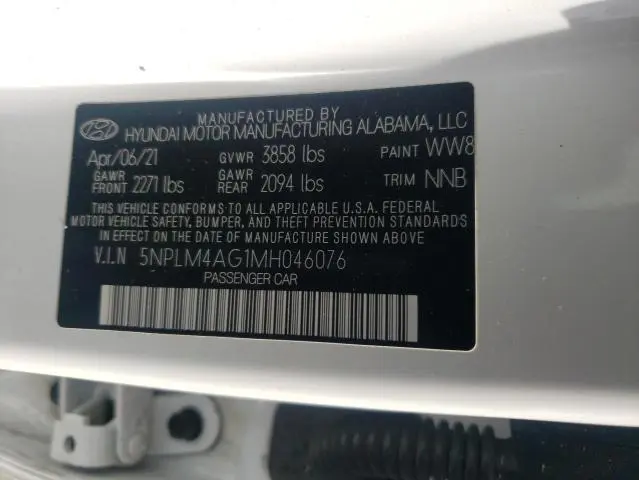 MANUFACTURED BY
HYUNDAI MOTOR MANUFACTURING ALABAMA, LLC
Apr/06/21 GVWR 3858 lbs PAINT WW8
GAWR FRONT 2271 lbs GAWR REAR 2094 lbs TRIM NNB
THIS VEHICLE CONFORMS TO ALL APPLICABLE U.S.A. FEDERAL
MOTOR VEHICLE SAFETY, BUMPER, AND THEFT PREVENTION STANDARDS
IN EFFECT ON THE DATE OF MANUFACTURE SHOWN ABOVE.
V.I.N 5NPLM4AG1MH046076
PASSENGER CAR